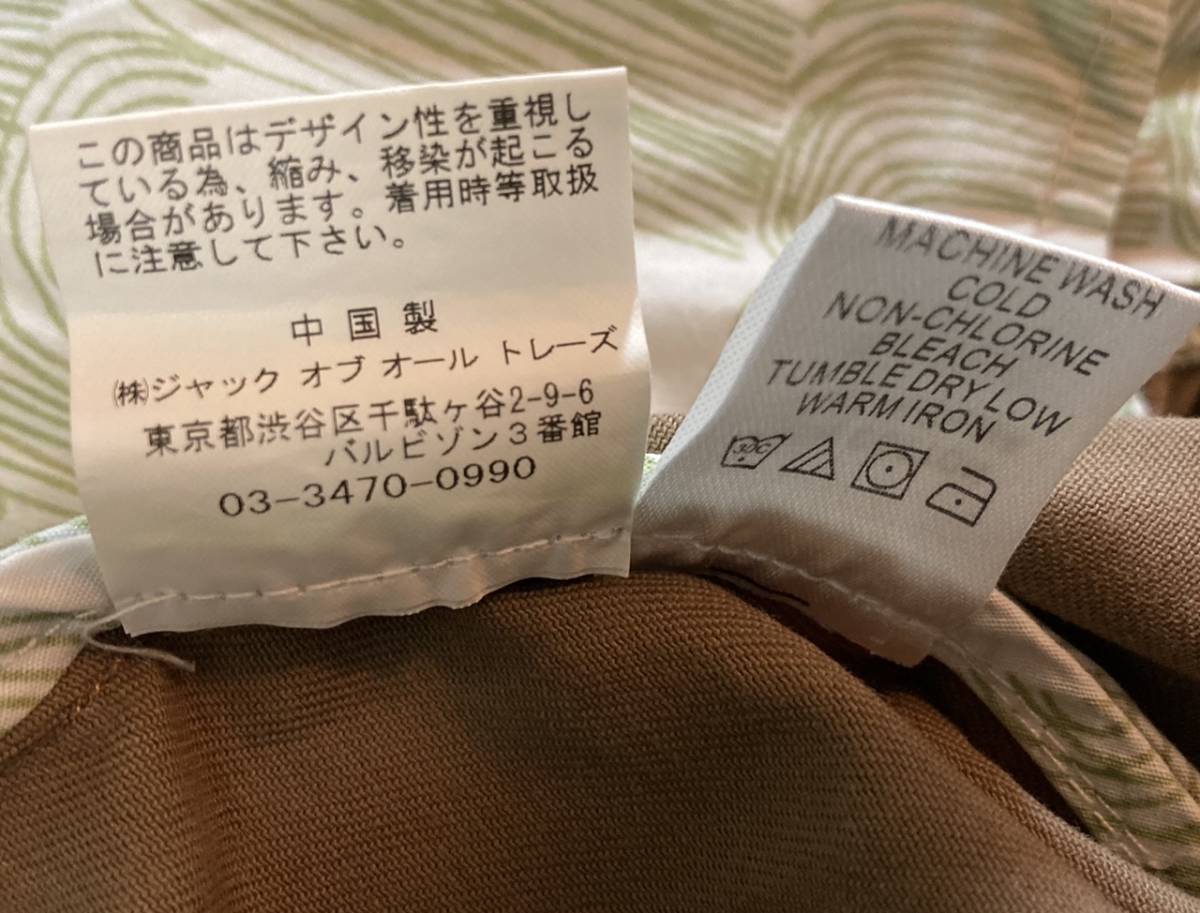 この商品はデザイン性を重視し
ている為、縮み、移染が起こる
場合があります。着用時等取扱
に注意して下さい。
中国製
㈱ジャック オブ オール トレーズ
東京都渋谷区千駄ヶ谷2-9-6
バルビゾン3番館
03-3470-0990
MACHINE WASH
COLD
NON-CHLORINE
BLEACH
TUMBLE DRY LOW
WARM IRON
30C